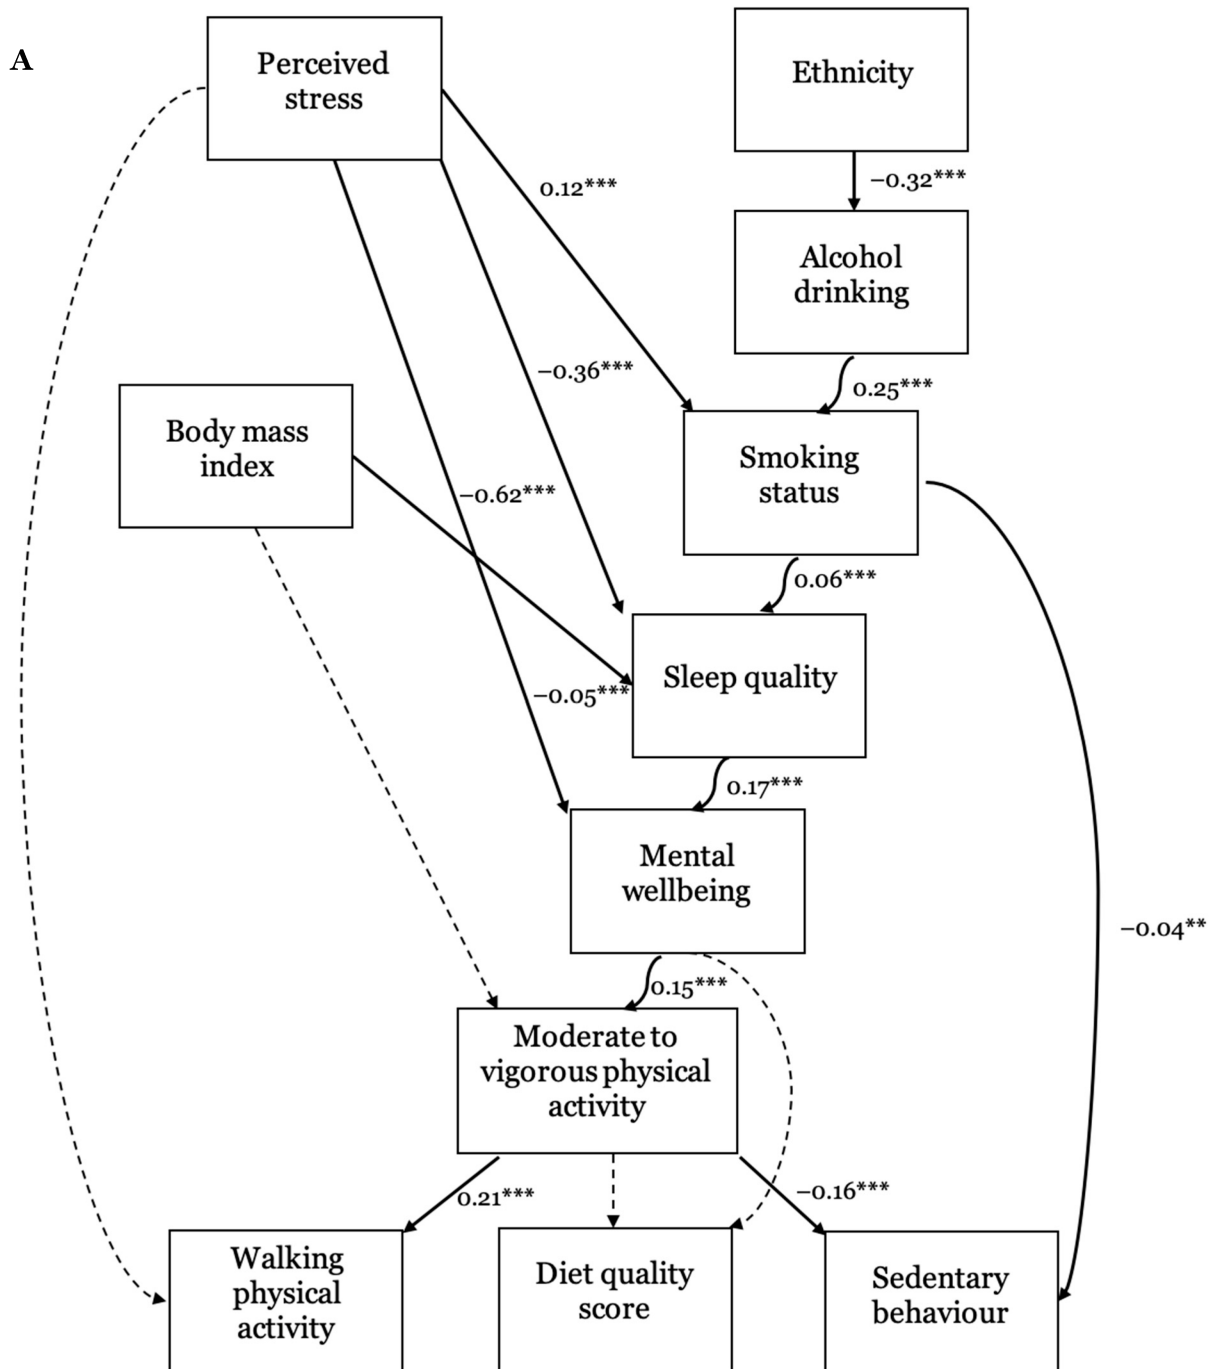 A
Perceived
stress
Ethnicity
−0.32***
0.12***
Alcohol
drinking
−0.36***
0.25***
Body mass
index
Smoking
status
−0.62***
0.06***
Sleep quality
−0.05***
0.17***
Mental
wellbeing
−0.04**
0.15***
Moderate to
vigorous physical
activity
0.21***
−0.16***
Walking
physical
activity
Diet quality
score
Sedentary
behaviour